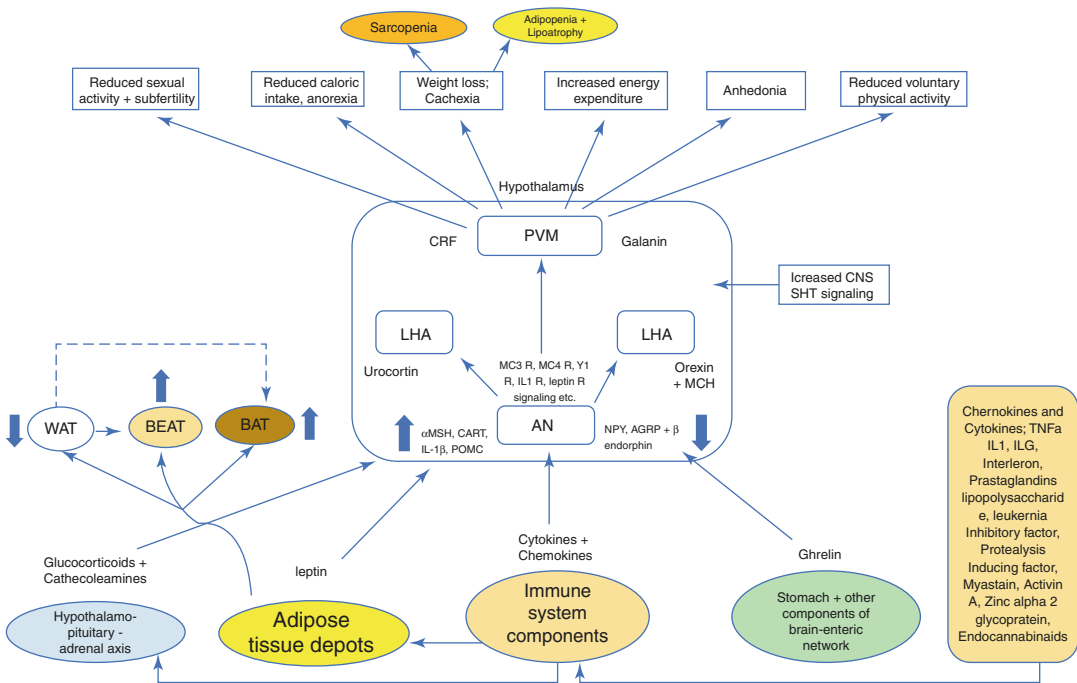 Sarcopenia
Adipopenia +
Lipoatrophy
Reduced sexual
activity + subfertility
Reduced caloric
intake, anorexia
Weight loss;
Cachexia
Increased energy
expenditure
Anhedonia
Reduced voluntary
physical activity
Hypothalamus
CRF
PVM
Galanin
Icreased CNS
SHT signaling
LHA
LHA
Urocortin
MC3 R, MC4 R, Y1
R, IL1 R, leptin R
signaling etc.
Orexin
+ MCH
WAT
BEAT
BAT
αMSH, CART,
IL-1β, POMC
AN
NPY, AGRP + β
endorphin
Chernokines and
Cytokines; TNFa
IL1, ILG,
Interleron,
Prastaglandins
lipopolysaccharid
e, leukernia
Inhibitory factor,
Protealysis
Inducing factor,
Myastain, Activin
A, Zinc alpha 2
glycopratein,
Endocannabinaids
Glucocorticoids +
Cathecoleamines
leptin
Cytokines +
Chemokines
Ghrelin
Hypothalamo-
pituitary -
adrenal axis
Adipose
tissue depots
Immune
system
components
Stomach + other
components of
brain-enteric
network